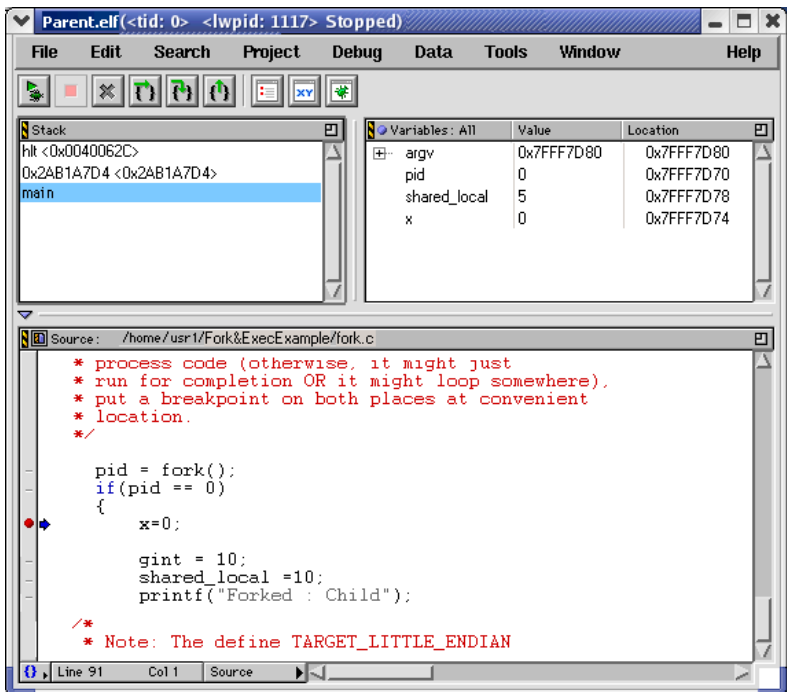 Parent.elf(<tid: 0> <lwpid: 1117> Stopped)
File Edit Search Project Debug Data Tools Window Help
XY
Stack
hlt <0x0040062C>
0x2AB1A7D4 <0x2AB1A7D4>
main
Variables: All Value Location
argv 0x7FFF7D80 0x7FFF7D80
pid 0 0x7FFF7D70
shared_local 5 0x7FFF7D78
x 0 0x7FFF7D74
Source: /home/usr1/Fork&ExecExample/fork.c
* process code (otherwise, it might just
* run for completion OR it might loop somewhere),
* put a breakpoint on both places at convenient
* location.
*/
pid = fork();
if(pid == 0)
{
x=0;
gint = 10;
shared_local =10;
printf("Forked : Child");
/*
* Note: The define TARGET_LITTLE_ENDIAN
Line 91 Col 1 Source